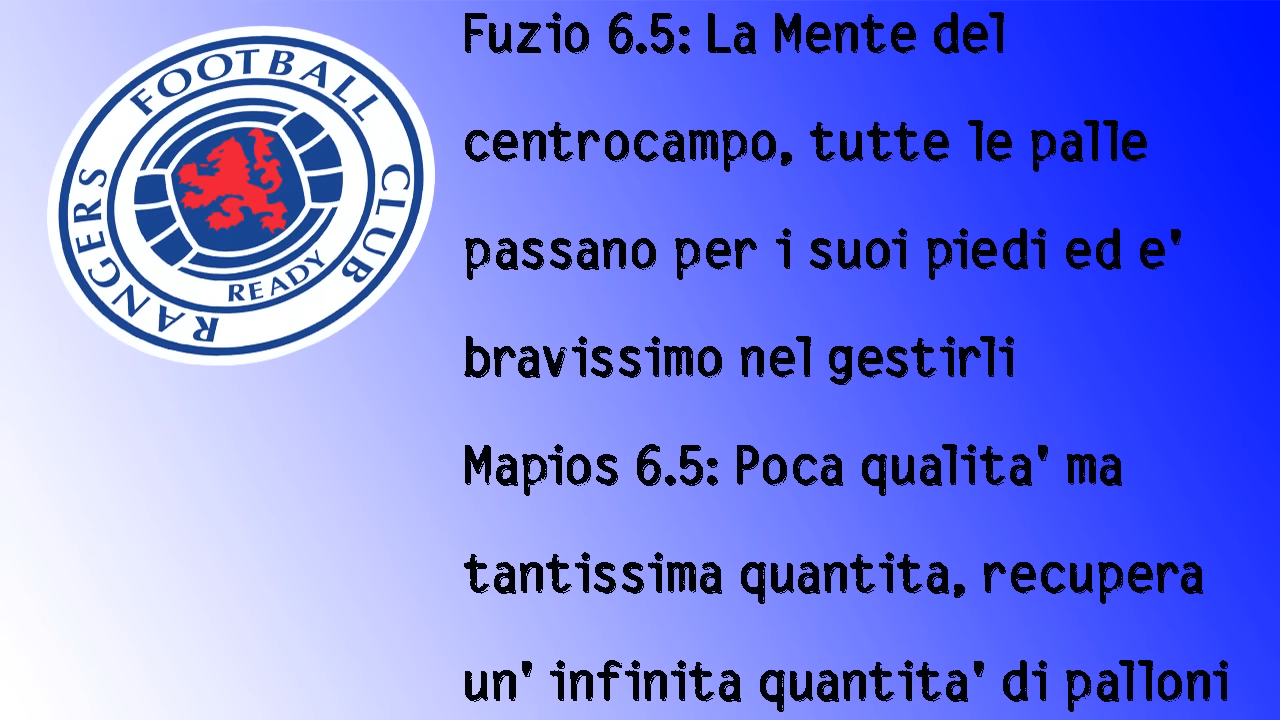 RANGERS FOOTBALL CLUB
READY
Fuzio 6.5: La Mente del
centrocampo, tutte le palle
passano per i suoi piedi ed e'
bravissimo nel gestirli
Mapios 6.5: Poca qualita' ma
tantissima quantita, recupera
un' infinita quantita' di palloni